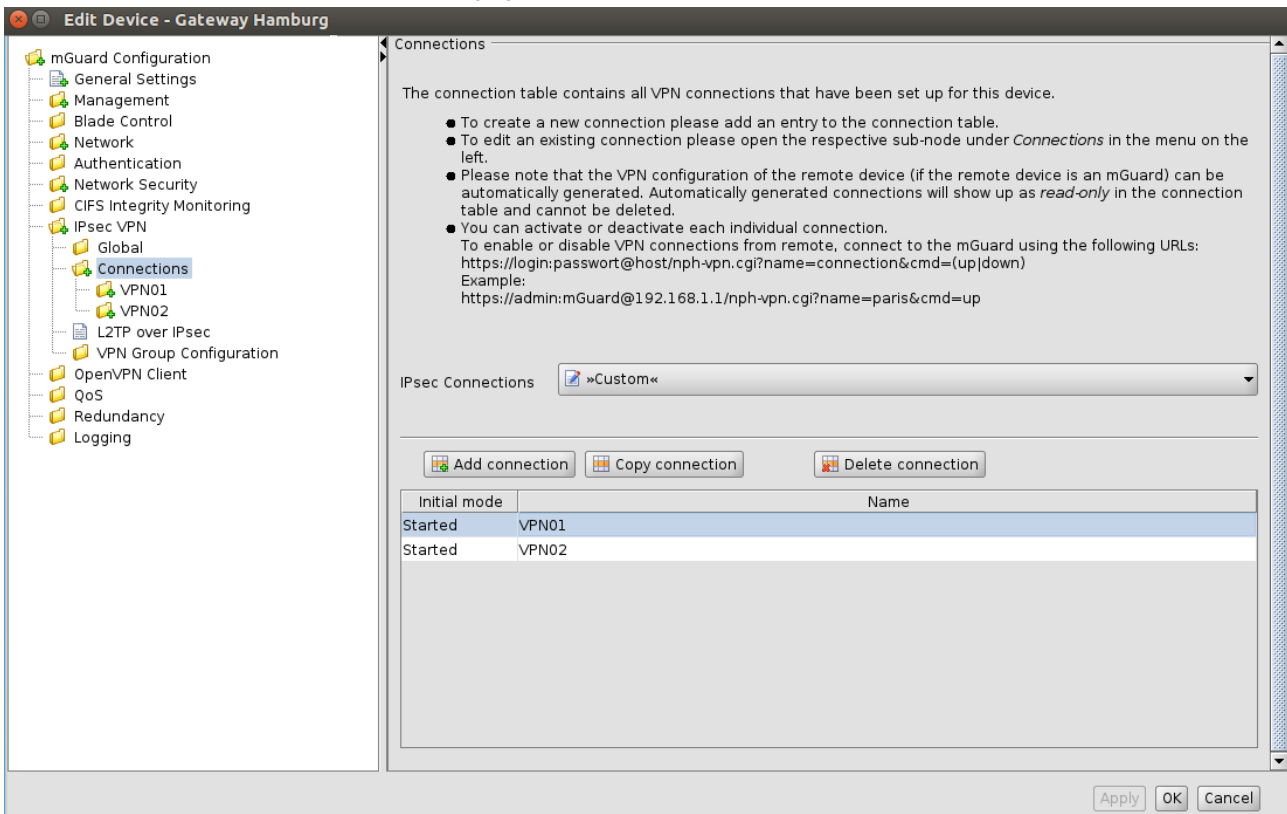 Edit Device - Gateway Hamburg
mGuard Configuration
General Settings
Management
Blade Control
Network
Authentication
Network Security
CIFS Integrity Monitoring
IPsec VPN
Global
Connections
VPN01
VPN02
L2TP over IPsec
VPN Group Configuration
OpenVPN Client
QoS
Redundancy
Logging
Connections
The connection table contains all VPN connections that have been set up for this device.
To create a new connection please add an entry to the connection table.
To edit an existing connection please open the respective sub-node under Connections in the menu on the
left.
Please note that the VPN configuration of the remote device (if the remote device is an mGuard) can be
automatically generated. Automatically generated connections will show up as read-only in the connection
table and cannot be deleted.
You can activate or deactivate each individual connection.
To enable or disable VPN connections from remote, connect to the mGuard using the following URLs:
https://login:passwort@host/nph-vpn.cgi?name=connection&cmd=(up|down)
Example:
https://admin:mGuard@192.168.1.1/nph-vpn.cgi?name=paris&cmd=up
IPsec Connections »Custom«
Add connection Copy connection Delete connection
Initial mode Name
Started VPN01
Started VPN02
Apply OK Cancel